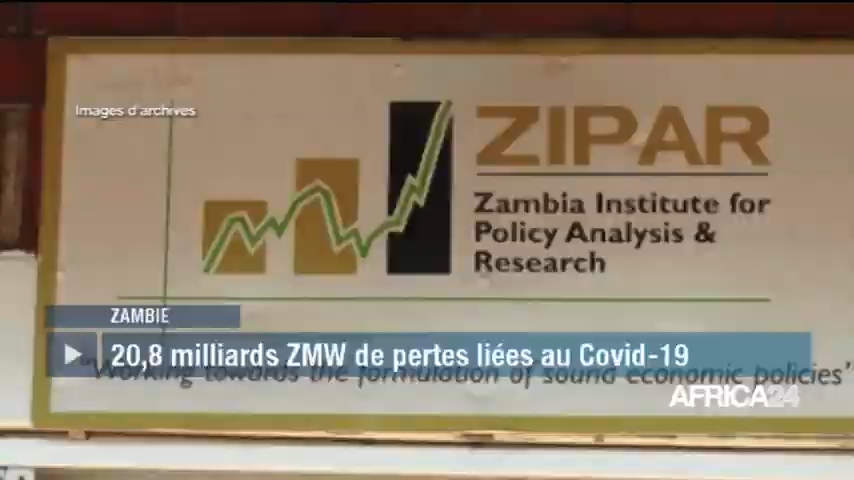 Images d'archives
ZIPAR
Zambia Institute for
Policy Analysis &
Research
ZAMBIE
20,8 milliards ZMW de pertes liées au Covid-19
"Working towards the formulation of sound economic policies"
AFRICA24